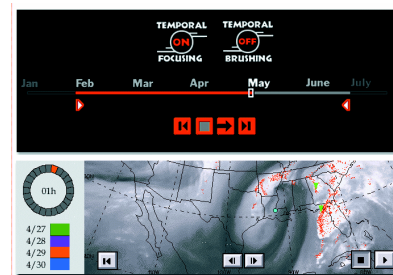 TEMPORAL TEMPORAL
ON OFF
FOCUSING BRUSHING
Jan Feb Mar Apr May June July
01h
4/27
4/28
4/29
4/30